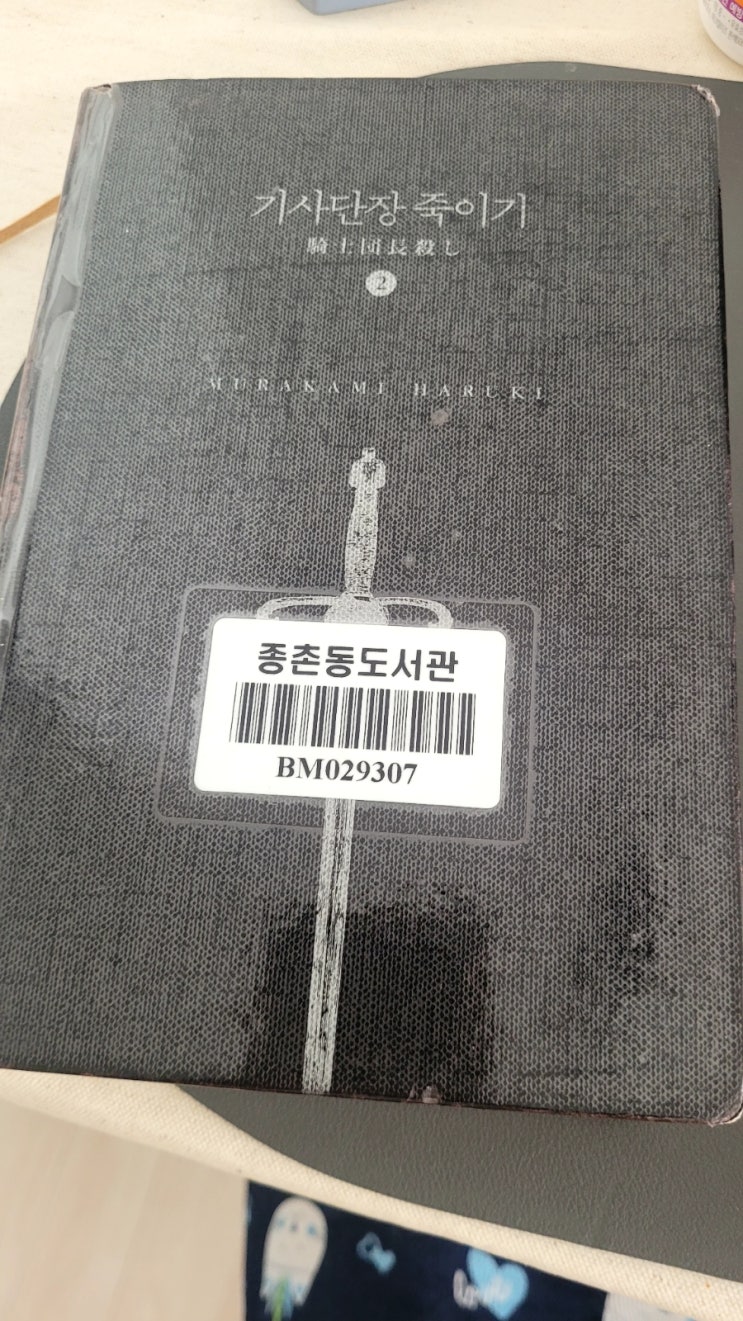 기사단장 죽이기
騎士団長殺し
2
MURAKAMI HARUKI
종촌동도서관
BM029307